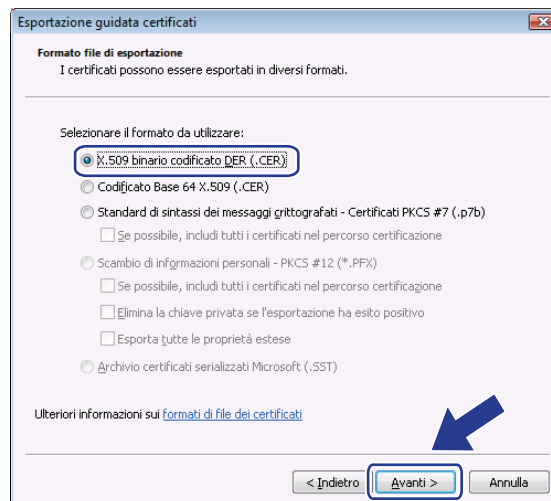 Esportazione guidata certificati
Formato file di esportazione
I certificati possono essere esportati in diversi formati.
Selezionare il formato da utilizzare:
X.509 binario codificato DER (.CER)
Codificato Base 64 X.509 (.CER)
Standard di sintassi dei messaggi crittografati - Certificati PKCS #7 (.p7b)
Se possibile, includi tutti i certificati nel percorso certificazione
Scambio di informazioni personali - PKCS #12 (*.PFX)
Se possibile, includi tutti i certificati nel percorso certificazione
Elimina la chiave privata se l'esportazione ha esito positivo
Esporta tutte le proprietà estese
Archivio certificati serializzati Microsoft (.SST)
Ulteriori informazioni sui formati di file dei certificati
< Indietro Avanti > Annulla